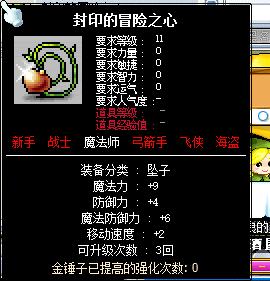 封印的冒险之心
要求等级： 11
要求力量： 0
要求敏捷： 0
要求智力： 0
要求运气： 0
要求人气度： -
道具等级： -
道具经验值： -
新手 战士 魔法师 弓箭手 飞侠 海盗
装备分类 : 坠子
魔法力 : +9
防御力 : +4
魔法防御力 : +6
移动速度 : +2
可升级次数 : 3回
金锤子已提高的强化次数: 0